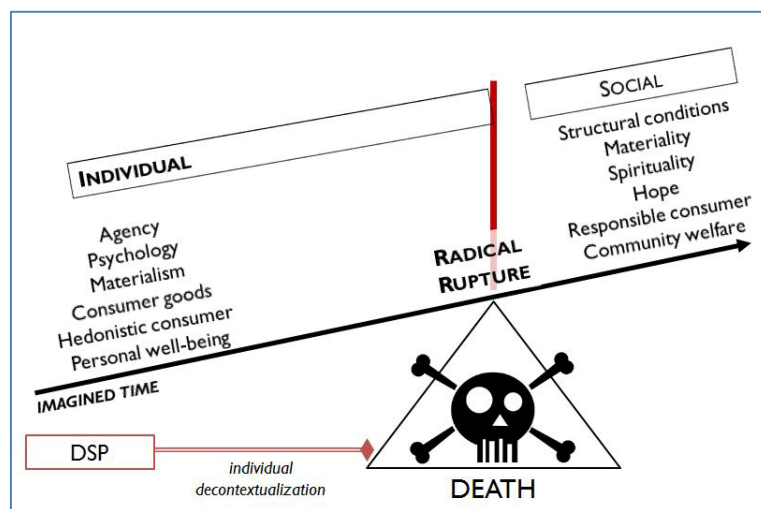 INDIVIDUAL
Agency
Psychology
Materialism
Consumer goods
Hedonistic consumer
Personal well-being
SOCIAL
Structural conditions
Materiality
Spirituality
Hope
Responsible consumer
Community welfare
RADICAL
RUPTURE
IMAGINED TIME
DSP
individual
decontextualization
DEATH